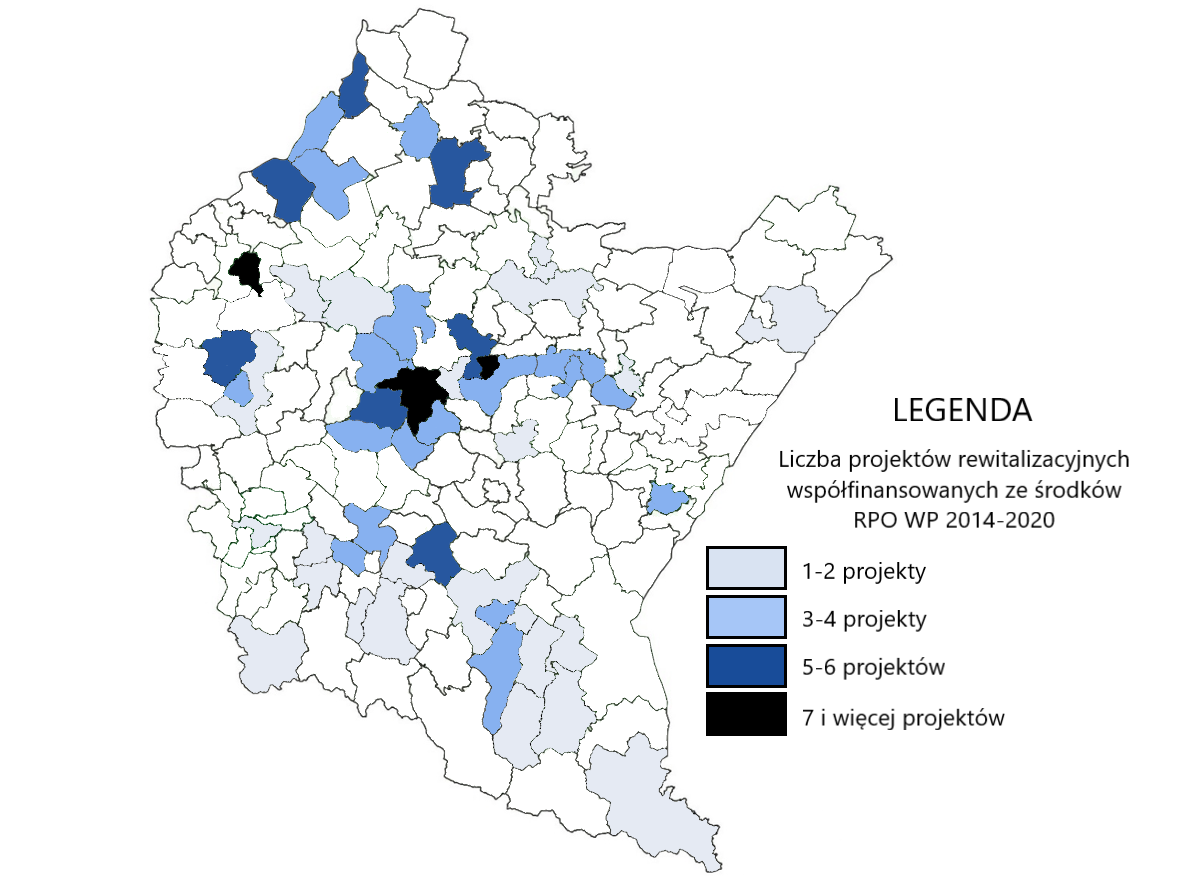 LEGENDA
Liczba projektów rewitalizacyjnych
współfinansowanych ze środków
RPO WP 2014-2020
1-2 projekty
3-4 projekty
5-6 projektów
7 i więcej projektów